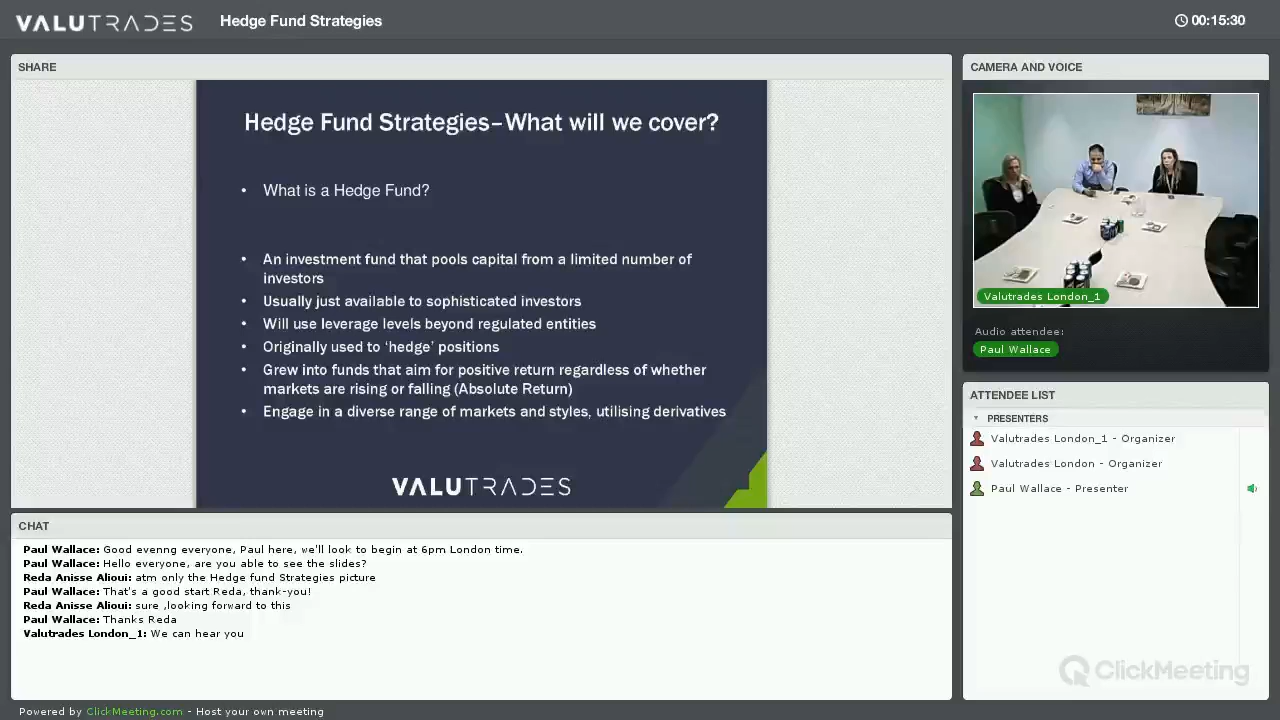 VALUTRADES
Hedge Fund Strategies
00:15:30
SHARE
Hedge Fund Strategies–What will we cover?
• What is a Hedge Fund?
• An investment fund that pools capital from a limited number of
investors
• Usually just available to sophisticated investors
• Will use leverage levels beyond regulated entities
• Originally used to ‘hedge’ positions
• Grew into funds that aim for positive return regardless of whether
markets are rising or falling (Absolute Return)
• Engage in a diverse range of markets and styles, utilising derivatives
VALUTRADES
CAMERA AND VOICE
Valutrades London_1
Audio attendee:
Paul Wallace
ATTENDEE LIST
PRESENTERS
Valutrades London_1 - Organizer
Valutrades London - Organizer
Paul Wallace - Presenter
ClickMeeting
CHAT
Paul Wallace: Good evenng everyone, Paul here, we'll look to begin at 6pm London time.
Paul Wallace: Hello everyone, are you able to see the slides?
Reda Anisse Alioui: atm only the Hedge fund Strategies picture
Paul Wallace: That's a good start Reda, thank-you!
Reda Anisse Alioui: sure ,looking forward to this
Paul Wallace: Thanks Reda
Valutrades London_1: We can hear you
Powered by ClickMeeting.com - Host your own meeting